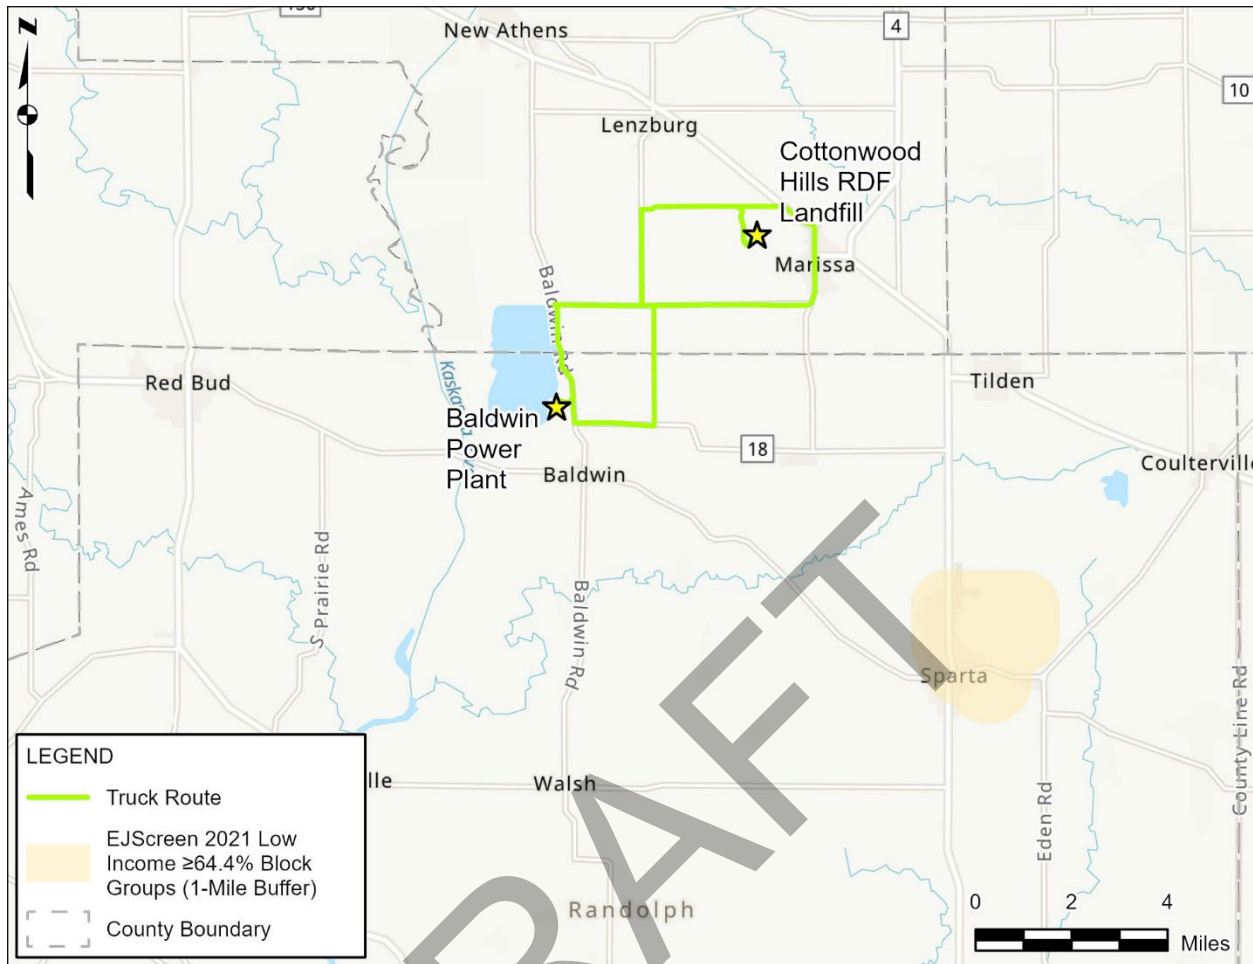 150
N
New Athens
4
10
Lenzburg
Cottonwood
Hills RDF
Landfill
Marissa
Baldwin Rd
Red Bud
Tilden
Baldwin
Power
Plant
18
Baldwin
Coulterville
Ames Rd
S Prairie Rd
Baldwin Rd
Sparta
County Line Rd
Eden Rd
lle
Walsh
Randolph
LEGEND
Truck Route
EJScreen 2021 Low
Income ≥64.4% Block
Groups (1-Mile Buffer)
County Boundary
0 2 4
Miles
DRAFT